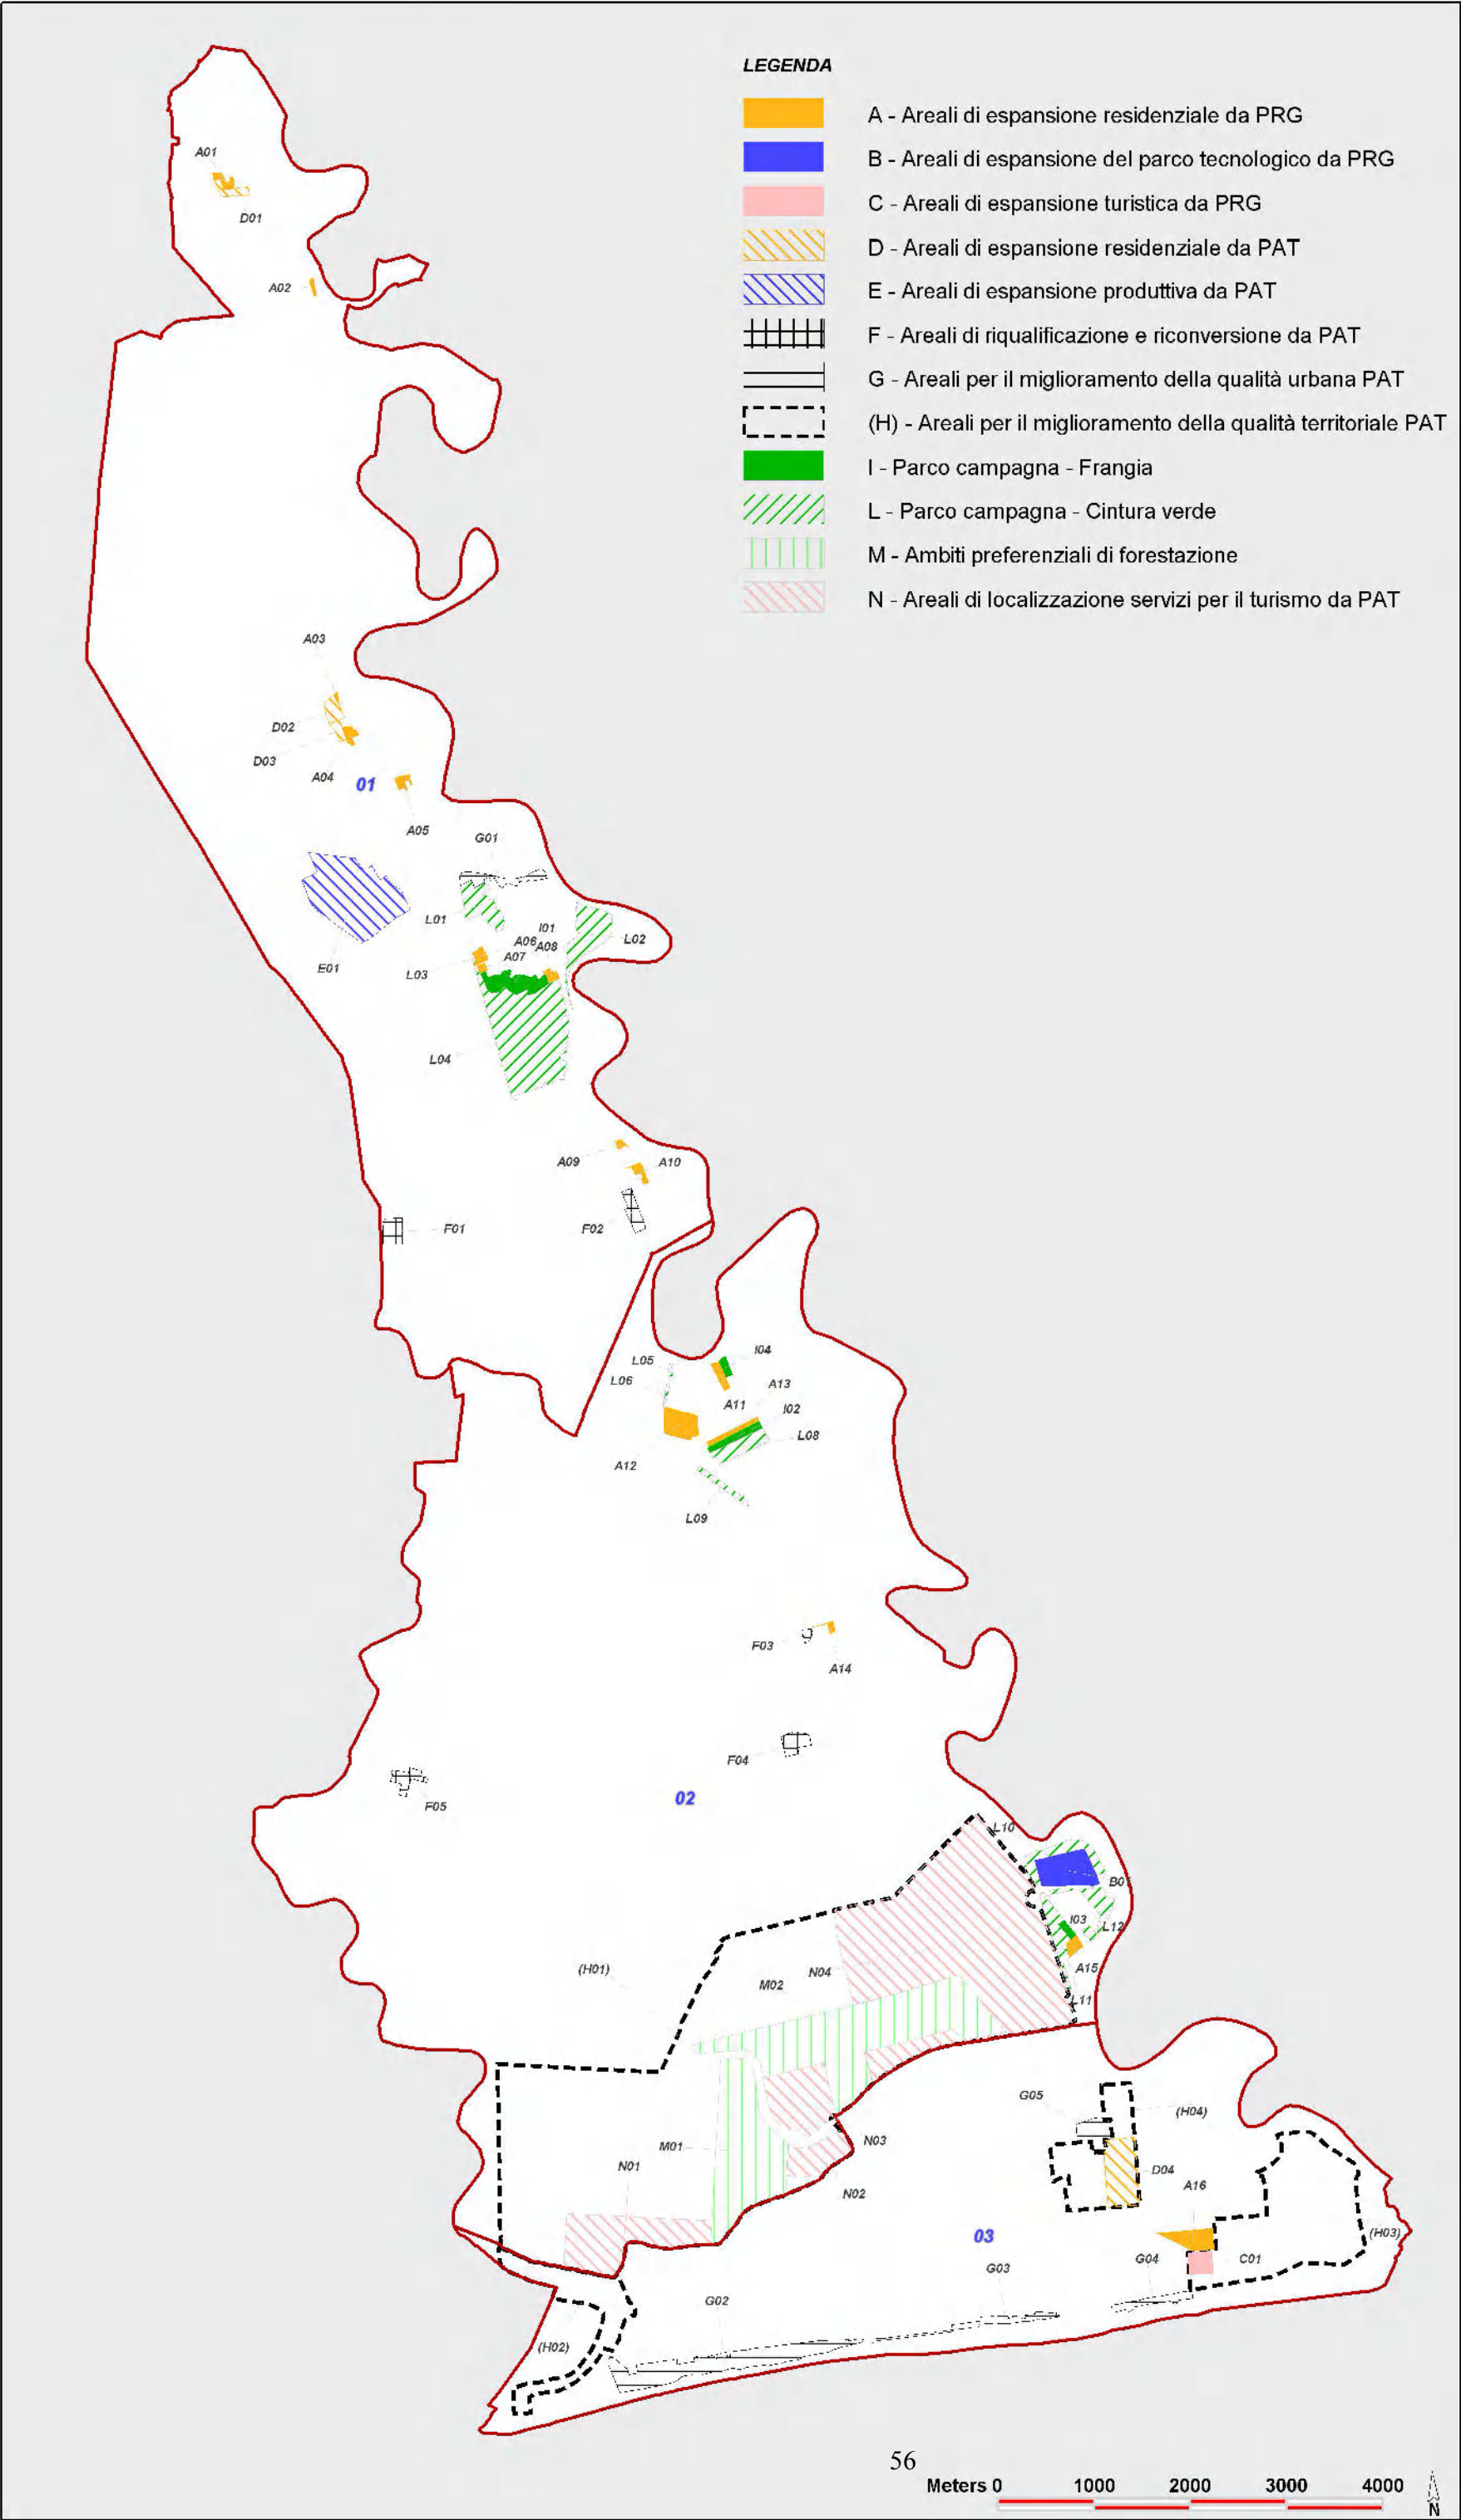 LEGENDA
A - Areali di espansione residenziale da PRG
B - Areali di espansione del parco tecnologico da PRG
C - Areali di espansione turistica da PRG
D - Areali di espansione residenziale da PAT
E - Areali di espansione produttiva da PAT
F - Areali di riqualificazione e riconversione da PAT
G - Areali per il miglioramento della qualità urbana PAT
(H) - Areali per il miglioramento della qualità territoriale PAT
I - Parco campagna - Frangia
L - Parco campagna - Cintura verde
M - Ambiti preferenziali di forestazione
N - Areali di localizzazione servizi per il turismo da PAT
A01
D01
A02
A03
D02
D03
A04
01
A05
G01
L01
I01
A06
A08
L02
A07
E01
L03
L04
A09
A10
F01
F02
I04
L05
L06
A13
A11
I02
L08
A12
L09
F03
A14
F04
02
F05
L10
B0
I03
L12
A15
(H01)
M02
N04
L11
G05
(H04)
M01
N03
N01
D04
A16
N02
03
(H03)
G04
C01
G03
G02
(H02)
56
Meters 0 1000 2000 3000 4000
N